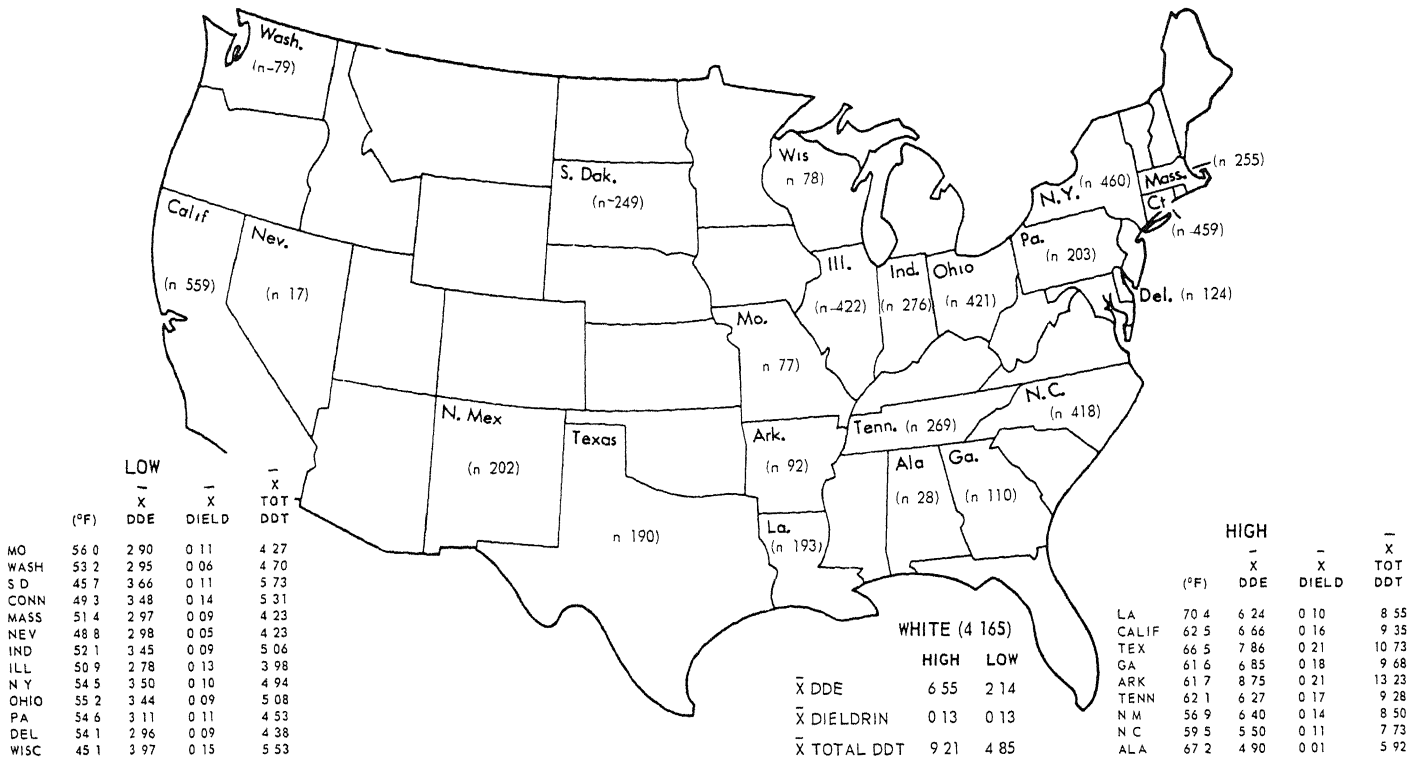 Wash.
(n-79)
Wis
n 78)
S. Dak.
(n-249)
(n 255)
Mass.
N.Y. (n 460)
Ct
(n-459)
Calif
(n 559)
Nev.
(n 17)
Pa.
(n 203)
Ill.
(n-422)
Ind.
(n 276)
Ohio
(n 421)
Del. (n 124)
Mo.
n 77)
N.C.
(n 418)
N. Mex
(n 202)
Texas
n 190)
Ark.
(n 92)
Tenn. (n 269)
Ala
(n 28)
Ga.
(n 110)
La.
(n 193)
LOW
(°F) X̄ DDE X̄ DIELD X̄ TOT DDT
MO 56 0 2 90 0 11 4 27
WASH 53 2 2 95 0 06 4 70
S D 45 7 3 66 0 11 5 73
CONN 49 3 3 48 0 14 5 31
MASS 51 4 2 97 0 09 4 23
NEV 48 8 2 98 0 05 4 23
IND 52 1 3 45 0 09 5 06
ILL 50 9 2 78 0 13 3 98
N Y 54 5 3 50 0 10 4 94
OHIO 55 2 3 44 0 09 5 08
PA 54 6 3 11 0 11 4 53
DEL 54 1 2 96 0 09 4 38
WISC 45 1 3 97 0 15 5 53
WHITE (4 165)
HIGH LOW
X̄ DDE 6 55 2 14
X̄ DIELDRIN 0 13 0 13
X̄ TOTAL DDT 9 21 4 85
HIGH
(°F) X̄ DDE X̄ DIELD X̄ TOT DDT
LA 70 4 6 24 0 10 8 55
CALIF 62 5 6 66 0 16 9 35
TEX 66 5 7 86 0 21 10 73
GA 61 6 6 85 0 18 9 68
ARK 61 7 8 75 0 21 13 23
TENN 62 1 6 27 0 17 9 28
N M 56 9 6 40 0 14 8 50
N C 59 5 5 50 0 11 7 73
ALA 67 2 4 90 0 01 5 92